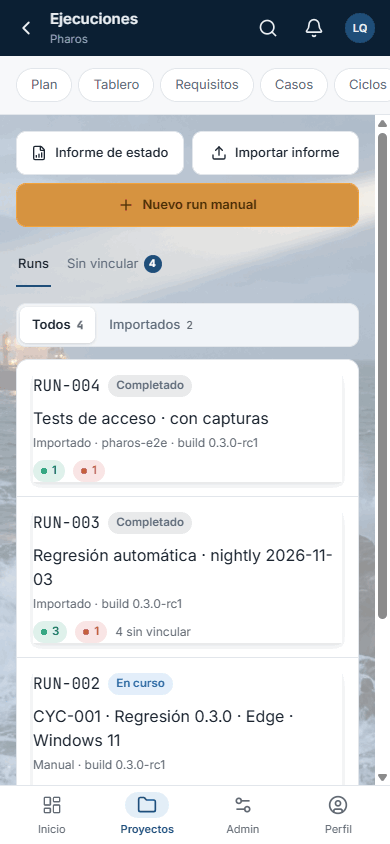 Ejecuciones
Pharos
LQ
Plan
Tablero
Requisitos
Casos
Ciclos
Informe de estado
Importar informe
Nuevo run manual
Runs
Sin vincular 4
Todos 4
Importados 2
RUN-004 Completado
Tests de acceso · con capturas
Importado · pharos-e2e · build 0.3.0-rc1
1 1
RUN-003 Completado
Regresión automática · nightly 2026-11-
03
Importado · build 0.3.0-rc1
3 1 4 sin vincular
RUN-002 En curso
CYC-001 · Regresión 0.3.0 · Edge ·
Windows 11
Manual · build 0.3.0-rc1
Inicio
Proyectos
Admin
Perfil